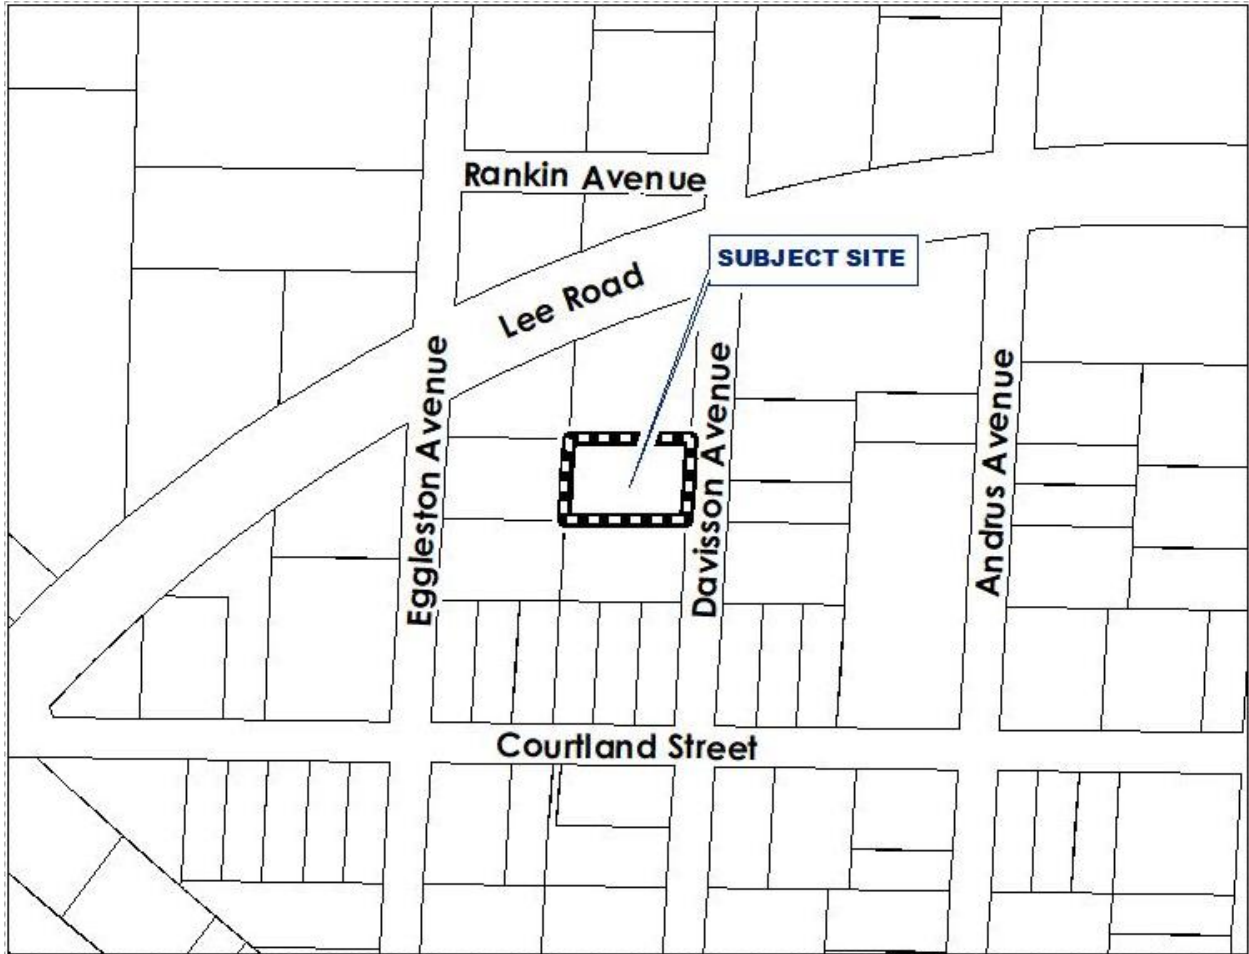 Rankin Avenue
SUBJECT SITE
Lee Road
Eggleston Avenue
Davisson Avenue
Andrus Avenue
Courtland Street